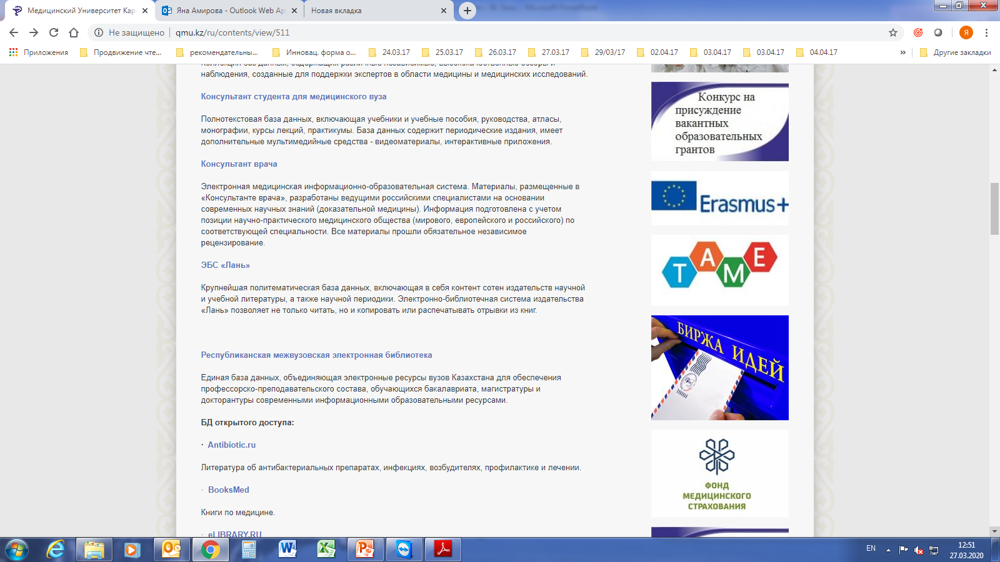 Медицинский Университет Кар
Яна Амирова - Outlook Web Ap
Новая вкладка
Не защищено
qmu.kz/ru/contents/view/511
Я
Приложения
Продвижение чте...
рекомендательны...
Инновац. форма о...
24.03.17
25.03.17
26.03.17
27.03.17
29/03/17
02.04.17
03.04.17
03.04.17
04.04.17
»
Другие закладки
наблюдения, созданные для поддержки экспертов в области медицины и медицинских исследований.
Консультант студента для медицинского вуза
Полнотекстовая база данных, включающая учебники и учебные пособия, руководства, атласы,
монографии, курсы лекций, практикумы. База данных содержит периодические издания, имеет
дополнительные мультимедийные средства - видеоматериалы, интерактивные приложения.
Консультант врача
Электронная медицинская информационно-образовательная система. Материалы, размещенные в
«Консультанте врача», разработаны ведущими российскими специалистами на основании
современных научных знаний (доказательной медицины). Информация подготовлена с учетом
позиции научно-практического медицинского общества (мирового, европейского и российского) по
соответствующей специальности. Все материалы прошли обязательное независимое
рецензирование.
ЭБС «Лань»
Крупнейшая политематическая база данных, включающая в себя контент сотен издательств научной
и учебной литературы, а также научной периодики. Электронно-библиотечная система издательства
«Лань» позволяет не только читать, но и копировать или распечатывать отрывки из книг.
Республиканская межвузовская электронная библиотека
Единая база данных, объединяющая электронные ресурсы вузов Казахстана для обеспечения
профессорско-преподавательского состава, обучающихся бакалавриата, магистратуры и
докторантуры современными информационными образовательными ресурсами.
БД открытого доступа:
· Antibiotic.ru
Литература об антибактериальных препаратах, инфекциях, возбудителях, профилактике и лечении.
· BooksMed
Книги по медицине.
· eLIBRARY.RU
Конкурс на
присуждение
вакантных
образовательных
грантов
Erasmus+
TAME
БИРЖА ИДЕЙ
ФОНД
МЕДИЦИНСКОГО
СТРАХОВАНИЯ
EN
12:51
27.03.2020